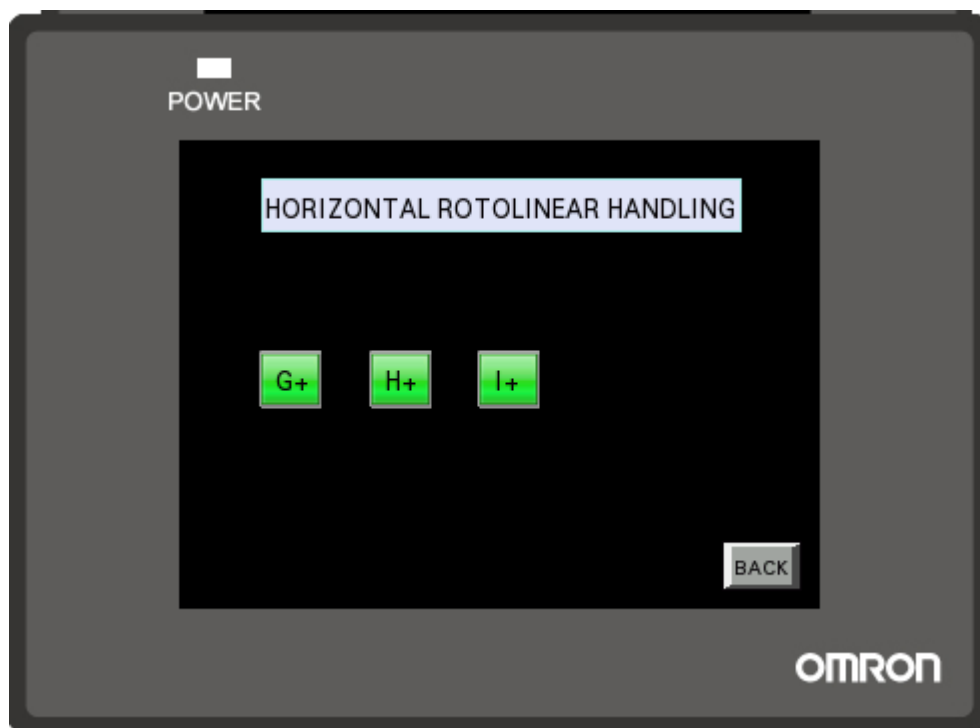 POWER
HORIZONTAL ROTOLINEAR HANDLING
G+ H+ I+
BACK
OMRON